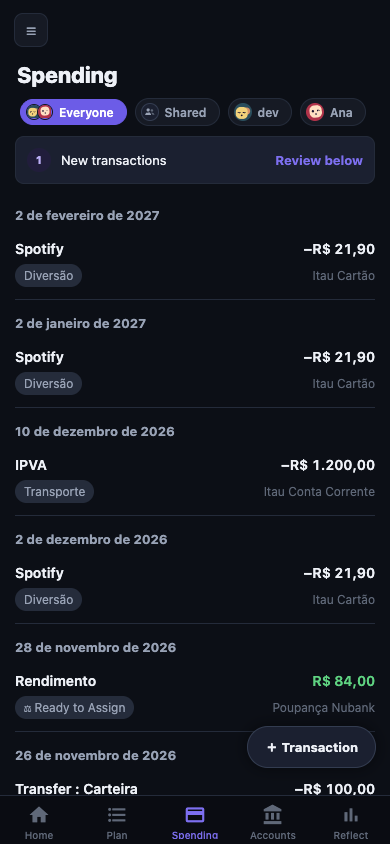 Spending
Everyone
Shared
dev
Ana
1
New transactions
Review below
2 de fevereiro de 2027
Spotify
–R$ 21,90
Diversão
Itau Cartão
2 de janeiro de 2027
Spotify
–R$ 21,90
Diversão
Itau Cartão
10 de dezembro de 2026
IPVA
–R$ 1.200,00
Transporte
Itau Conta Corrente
2 de dezembro de 2026
Spotify
–R$ 21,90
Diversão
Itau Cartão
28 de novembro de 2026
Rendimento
R$ 84,00
Ready to Assign
Poupança Nubank
26 de novembro de 2026
+ Transaction
Transfer : Carteira
–R$ 100,00
Home
Plan
Spending
Accounts
Reflect